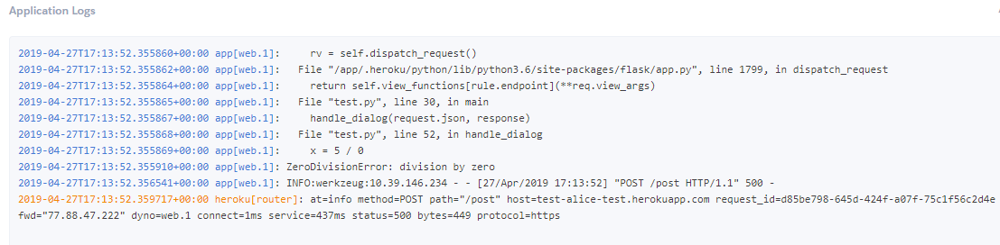 Application Logs
2019-04-27T17:13:52.355860+00:00 app[web.1]:     rv = self.dispatch_request()
2019-04-27T17:13:52.355862+00:00 app[web.1]:   File "/app/.heroku/python/lib/python3.6/site-packages/flask/app.py", line 1799, in dispatch_request
2019-04-27T17:13:52.355864+00:00 app[web.1]:     return self.view_functions[rule.endpoint](**req.view_args)
2019-04-27T17:13:52.355865+00:00 app[web.1]:   File "test.py", line 30, in main
2019-04-27T17:13:52.355867+00:00 app[web.1]:     handle_dialog(request.json, response)
2019-04-27T17:13:52.355868+00:00 app[web.1]:   File "test.py", line 52, in handle_dialog
2019-04-27T17:13:52.355869+00:00 app[web.1]:     x = 5 / 0
2019-04-27T17:13:52.355910+00:00 app[web.1]: ZeroDivisionError: division by zero
2019-04-27T17:13:52.356541+00:00 app[web.1]: INFO:werkzeug:10.39.146.234 - - [27/Apr/2019 17:13:52] "POST /post HTTP/1.1" 500 -
2019-04-27T17:13:52.359717+00:00 heroku[router]: at=info method=POST path="/post" host=test-alice-test.herokuapp.com request_id=d85be798-645d-424f-a07f-75c1f56c2d4e
fwd="77.88.47.222" dyno=web.1 connect=1ms service=437ms status=500 bytes=449 protocol=https